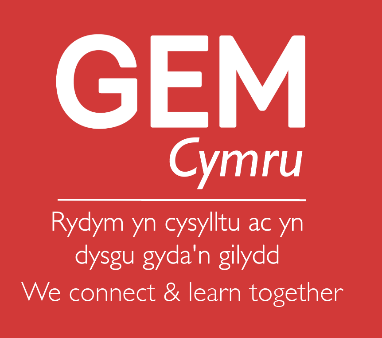 GEM
Cymru
Rydym yn cysylltu ac yn
dysgu gyda'n gilydd
We connect & learn together